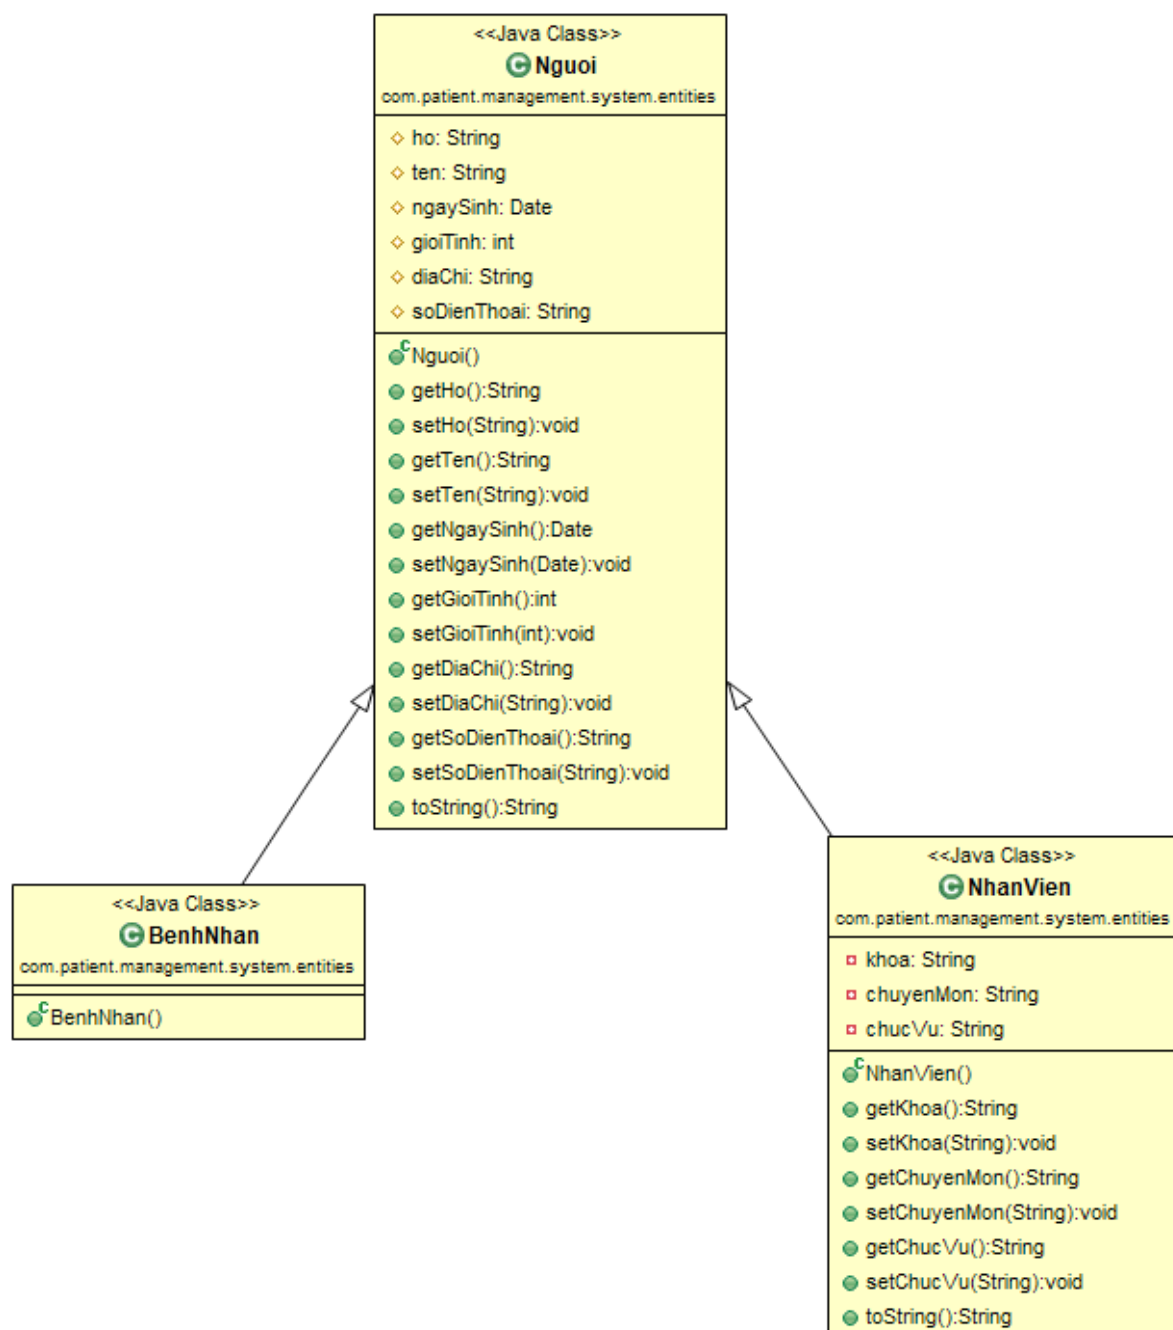 <<Java Class>>
Nguoi
com.patient.management.system.entities
ho: String
ten: String
ngaySinh: Date
gioiTinh: int
diaChi: String
soDienThoai: String
Nguoi()
getHo():String
setHo(String):void
getTen():String
setTen(String):void
getNgaySinh():Date
setNgaySinh(Date):void
getGioiTinh():int
setGioiTinh(int):void
getDiaChi():String
setDiaChi(String):void
getSoDienThoai():String
setSoDienThoai(String):void
toString():String
<<Java Class>>
BenhNhan
com.patient.management.system.entities
BenhNhan()
<<Java Class>>
NhanVien
com.patient.management.system.entities
khoa: String
chuyenMon: String
chucVu: String
NhanVien()
getKhoa():String
setKhoa(String):void
getChuyenMon():String
setChuyenMon(String):void
getChucVu():String
setChucVu(String):void
toString():String